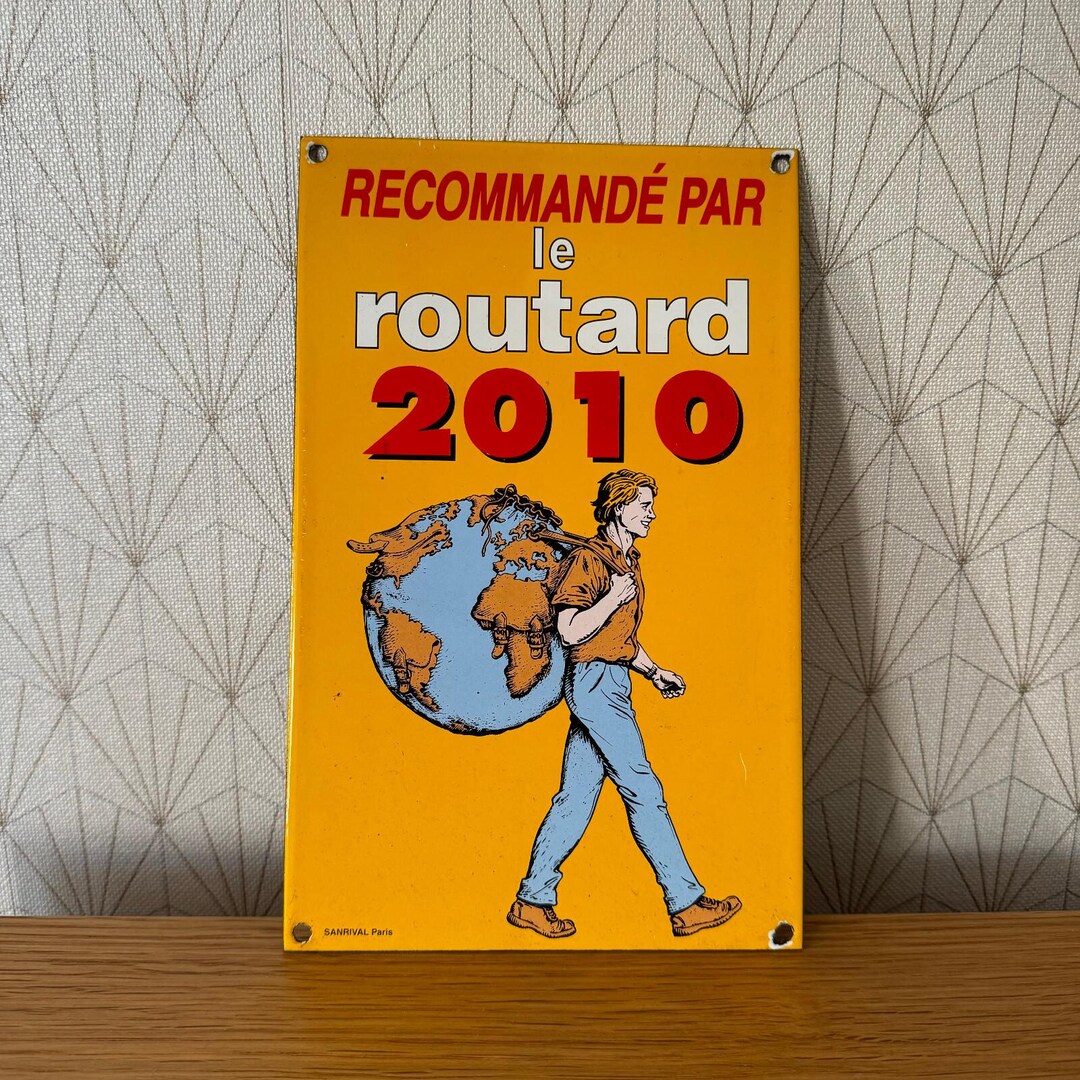 RECOMMANDÉ PAR
le
routard
2010
SANRIVAL Paris